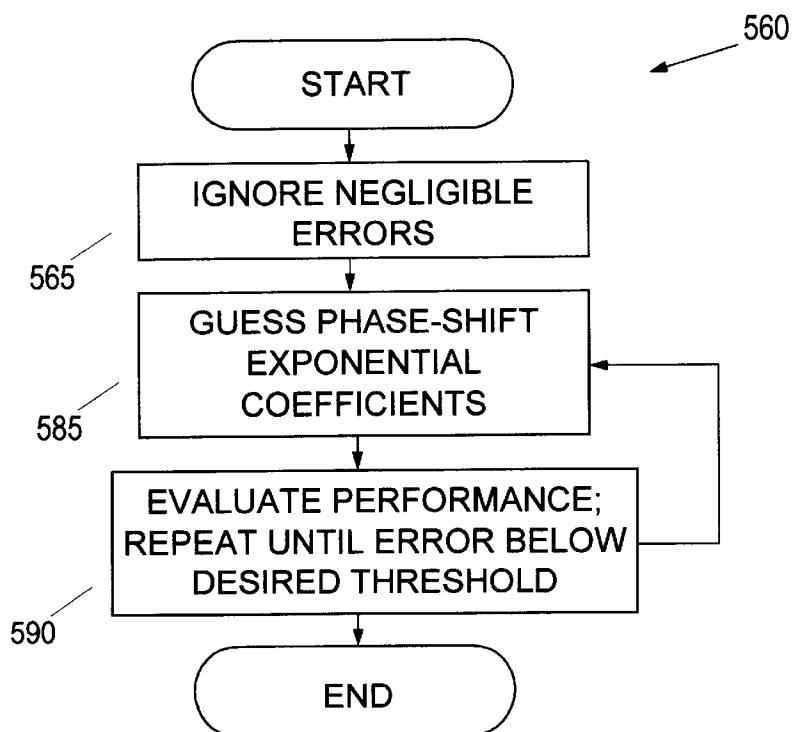 560
START
IGNORE NEGLIGIBLE
ERRORS
565
GUESS PHASE-SHIFT
EXPONENTIAL
COEFFICIENTS
585
EVALUATE PERFORMANCE;
REPEAT UNTIL ERROR BELOW
DESIRED THRESHOLD
590
END